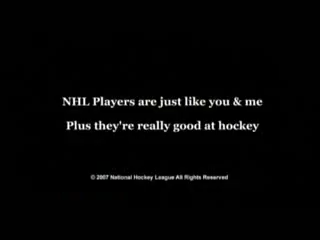 NHL Players are just like you & me
Plus they're really good at hockey
© 2007 National Hockey League All Rights Reserved